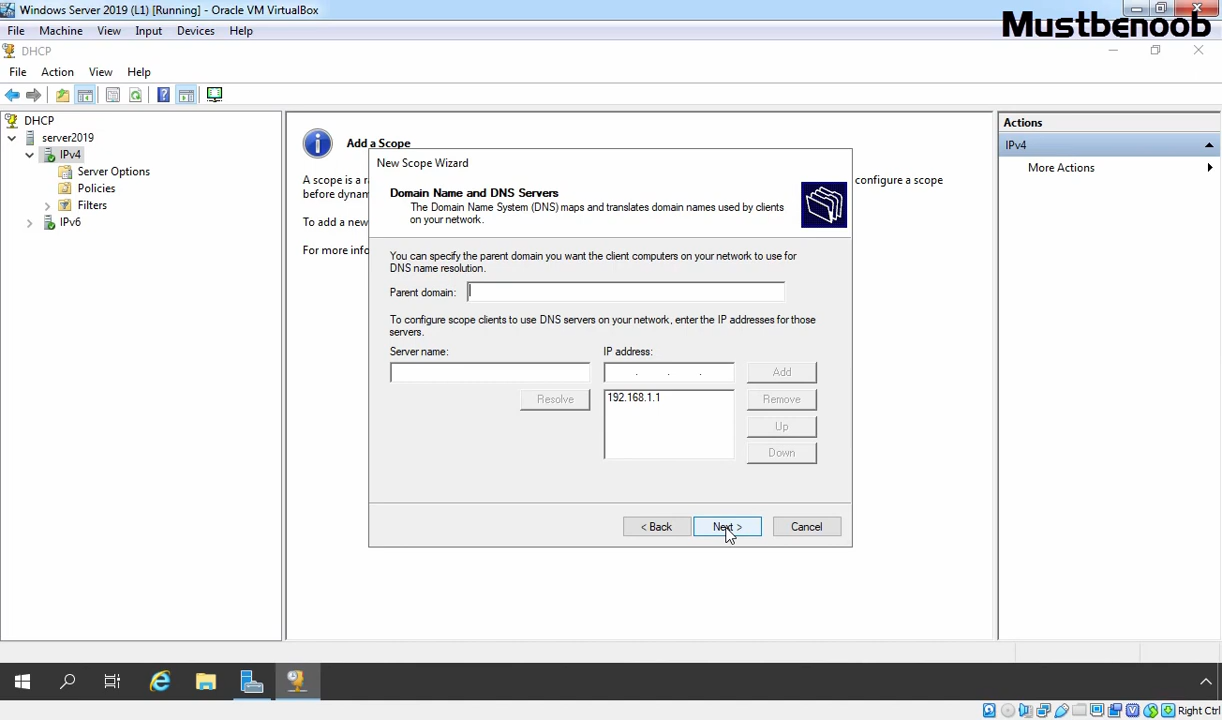 Windows Server 2019 (L1) [Running] - Oracle VM VirtualBox
Mustbenoob
File Machine View Input Devices Help
DHCP
File Action View Help
DHCP
server2019
IPv4
Server Options
Policies
Filters
IPv6
Add a Scope
A scope is a ra
configure a scope
before dynam
To add a new
For more info
New Scope Wizard
Domain Name and DNS Servers
The Domain Name System (DNS) maps and translates domain names used by clients
on your network.
You can specify the parent domain you want the client computers on your network to use for
DNS name resolution.
Parent domain:
To configure scope clients to use DNS servers on your network, enter the IP addresses for those
servers.
Server name:
IP address:
. . .
Add
Resolve
192.168.1.1
Remove
Up
Down
< Back
Next >
Cancel
Actions
IPv4
More Actions
Right Ctrl